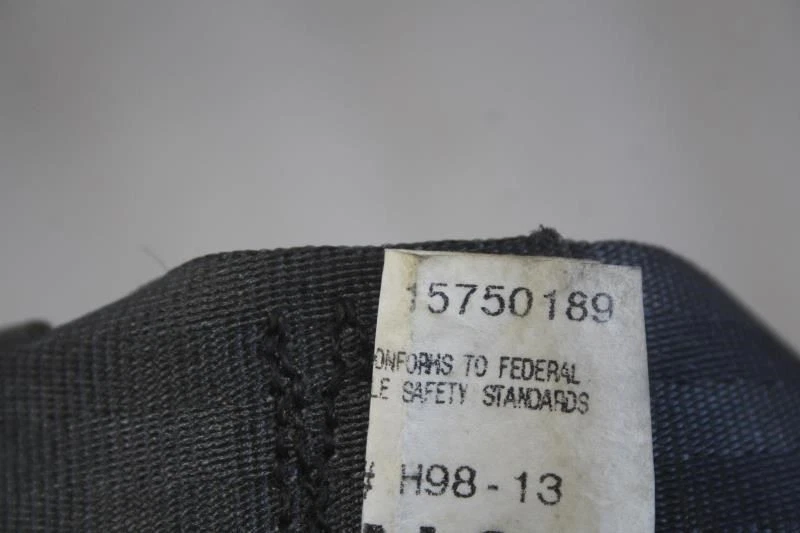 15750189
ONFORMS TO FEDERAL
LE SAFETY STANDARDS
# H98-13